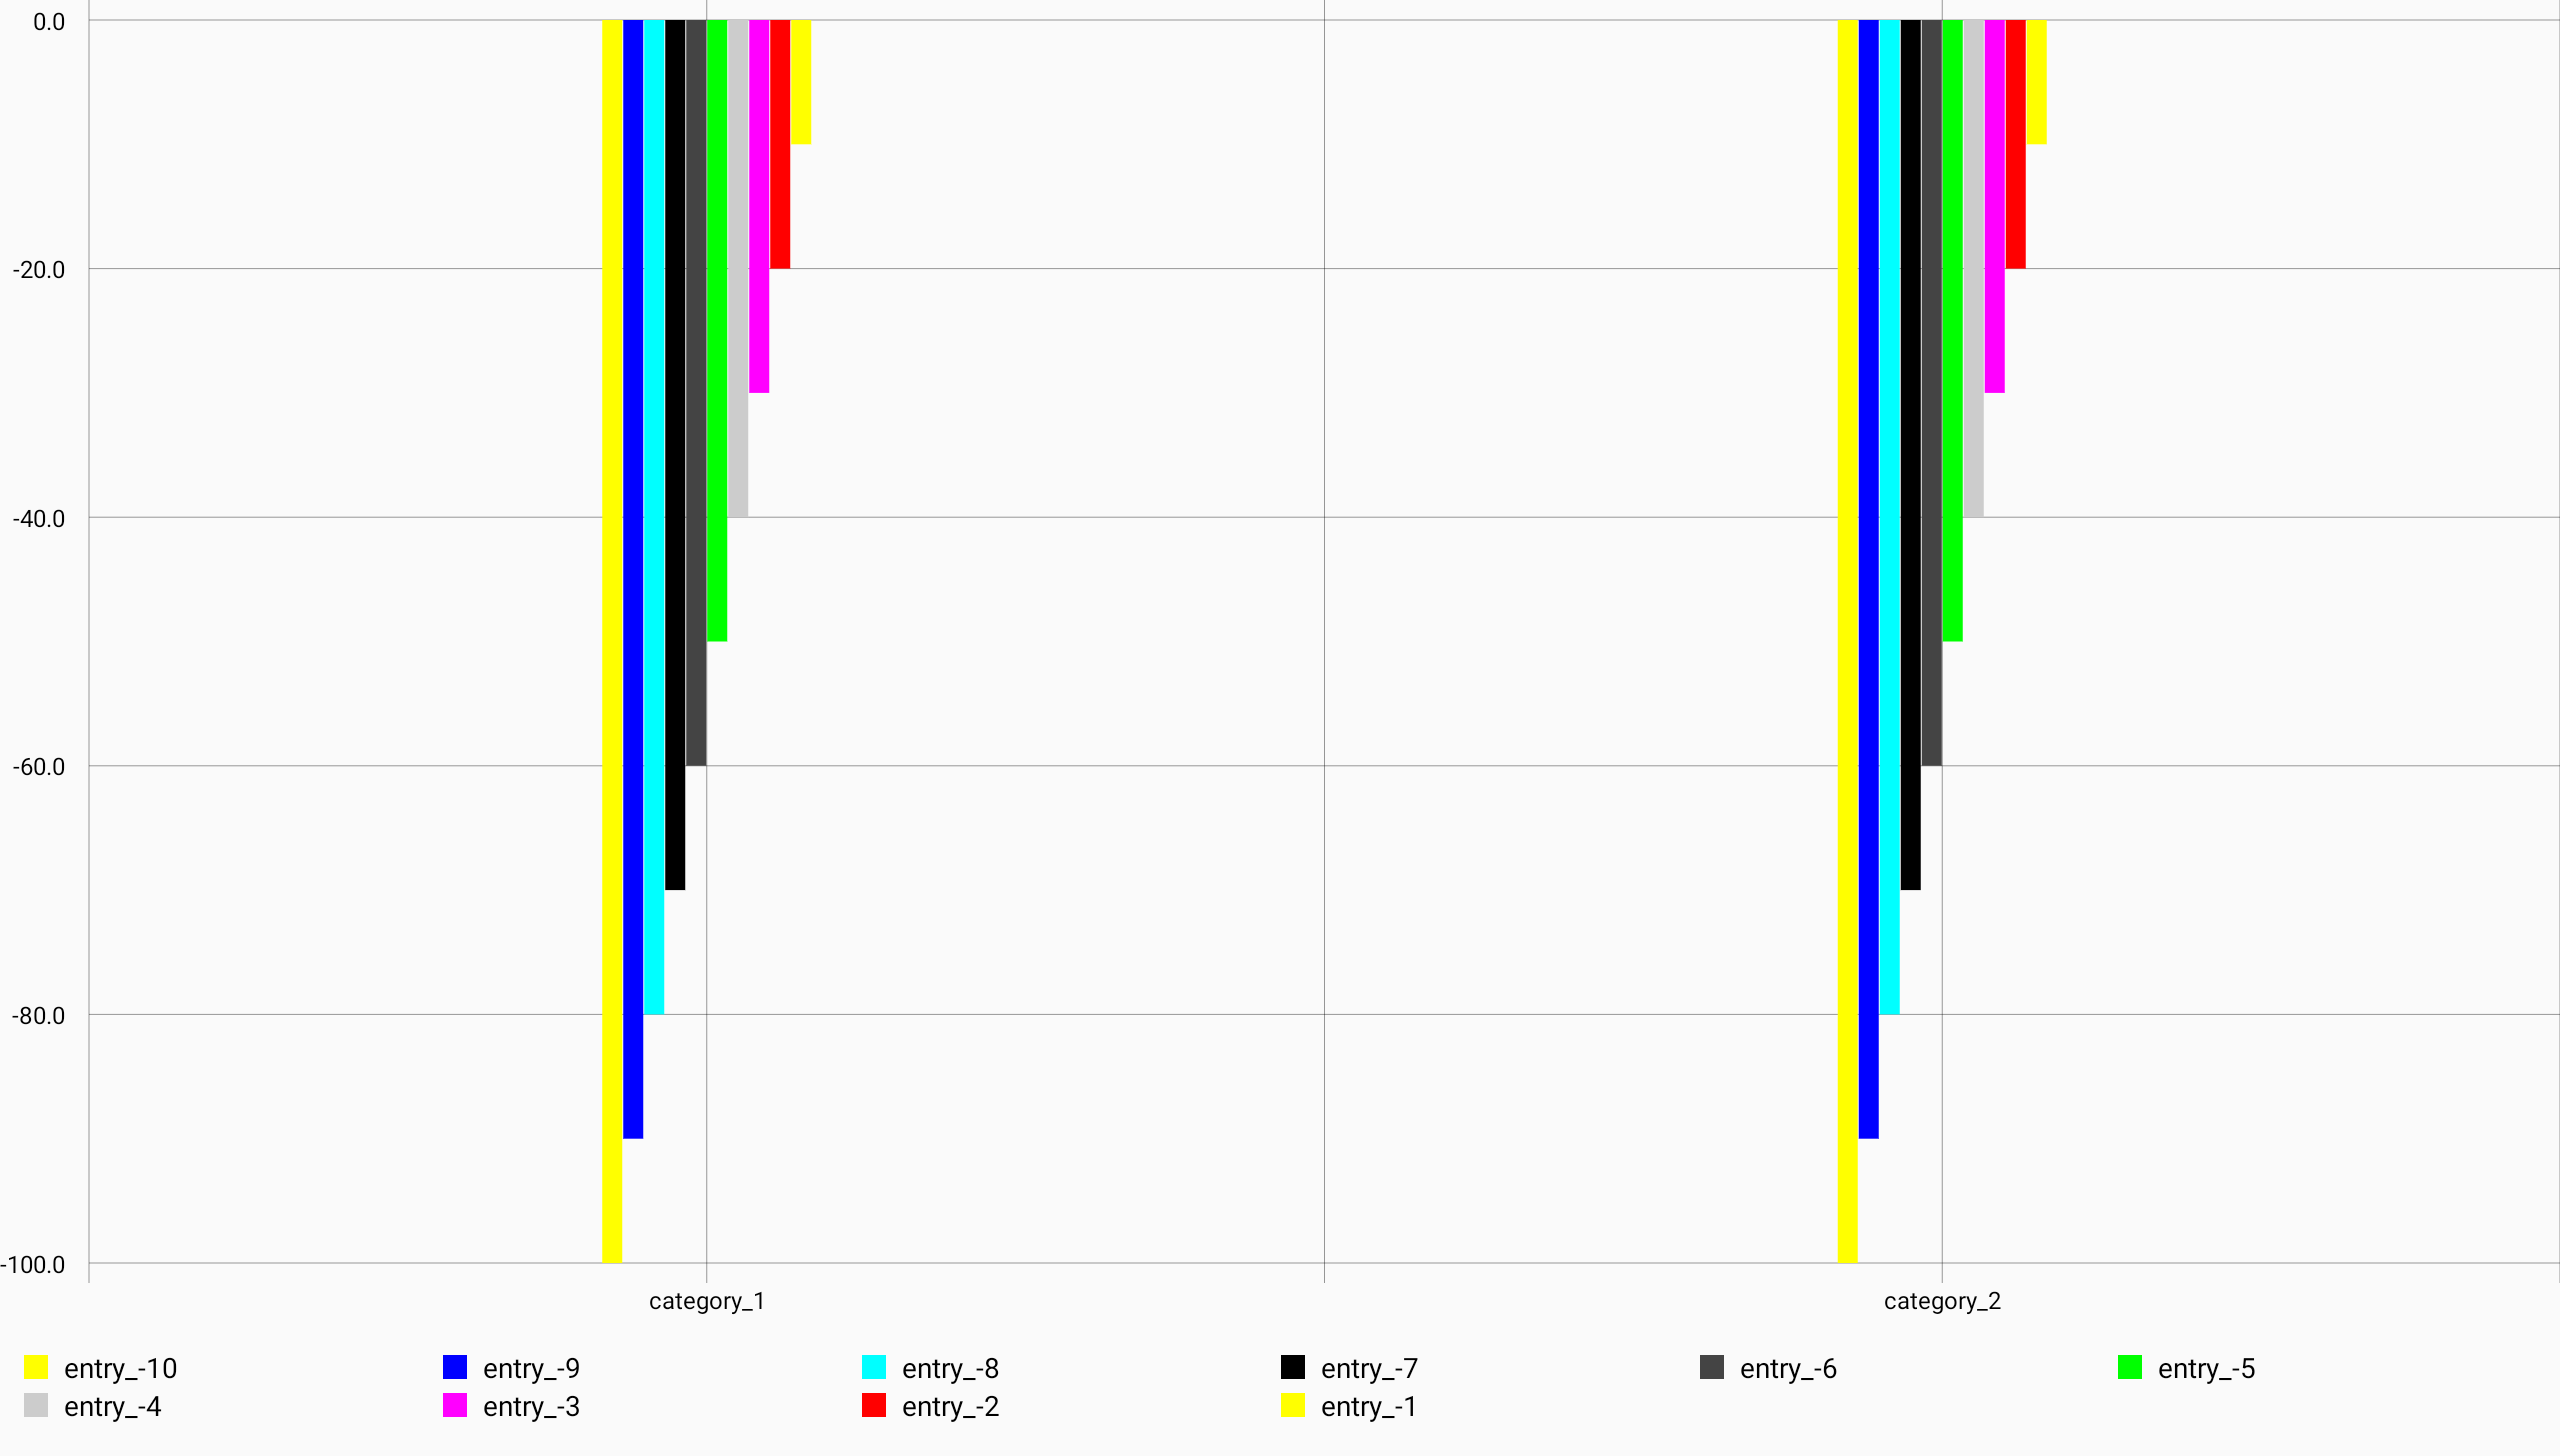 0.0
-20.0
-40.0
-60.0
-80.0
-100.0
category_1 category_2
entry_-10 entry_-9 entry_-8 entry_-7 entry_-6 entry_-5
entry_-4 entry_-3 entry_-2 entry_-1